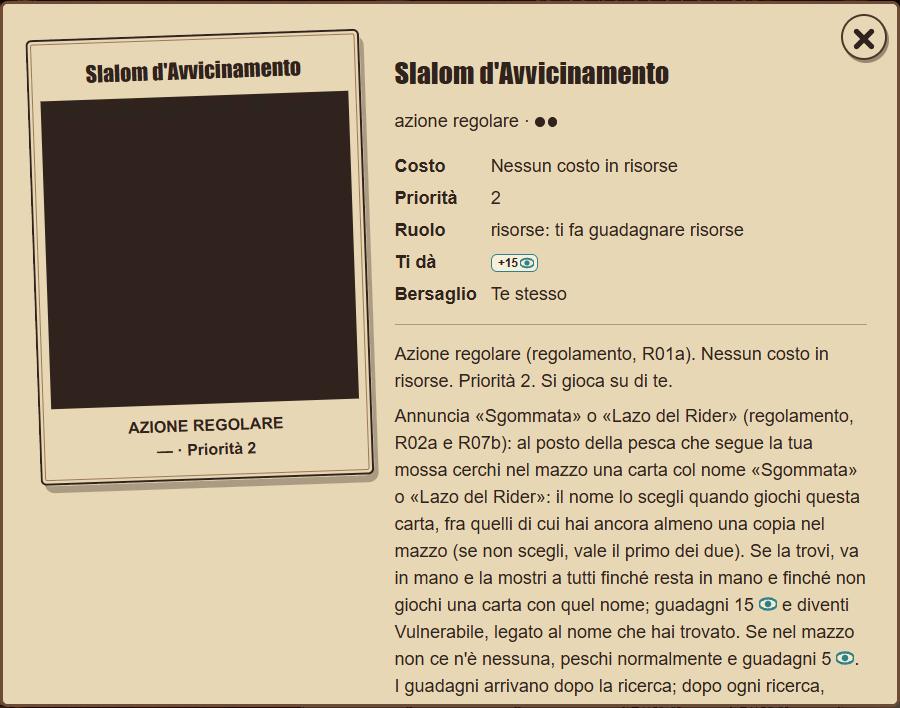 Slalom d'Avvicinamento
AZIONE REGOLARE
— · Priorità 2
Slalom d'Avvicinamento
azione regolare · ●●
Costo Nessun costo in risorse
Priorità 2
Ruolo risorse: ti fa guadagnare risorse
Ti dà +15
Bersaglio Te stesso
Azione regolare (regolamento, R01a). Nessun costo in
risorse. Priorità 2. Si gioca su di te.
Annuncia «Sgommata» o «Lazo del Rider» (regolamento,
R02a e R07b): al posto della pesca che segue la tua
mossa cerchi nel mazzo una carta col nome «Sgommata»
o «Lazo del Rider»: il nome lo scegli quando giochi questa
carta, fra quelli di cui hai ancora almeno una copia nel
mazzo (se non scegli, vale il primo dei due). Se la trovi, va
in mano e la mostri a tutti finché resta in mano e finché non
giochi una carta con quel nome; guadagni 15 e diventi
Vulnerabile, legato al nome che hai trovato. Se nel mazzo
non ce n'è nessuna, peschi normalmente e guadagni 5.
I guadagni arrivano dopo la ricerca; dopo ogni ricerca,